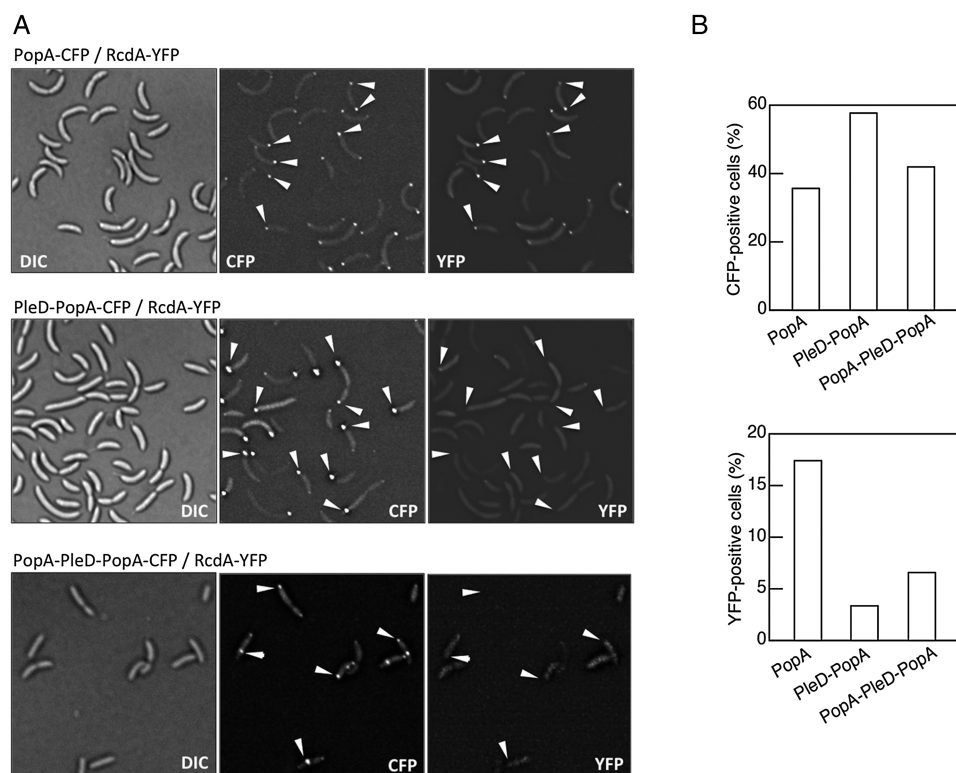 A
PopA-CFP / RcdA-YFP
DIC
CFP
YFP
PleD-PopA-CFP / RcdA-YFP
DIC
CFP
YFP
PopA-PleD-PopA-CFP / RcdA-YFP
DIC
CFP
YFP
B
CFP-positive cells (%)
60
40
20
0
PopA
PleD-PopA
PopA-PleD-PopA
YFP-positive cells (%)
20
15
10
5
0
PopA
PleD-PopA
PopA-PleD-PopA